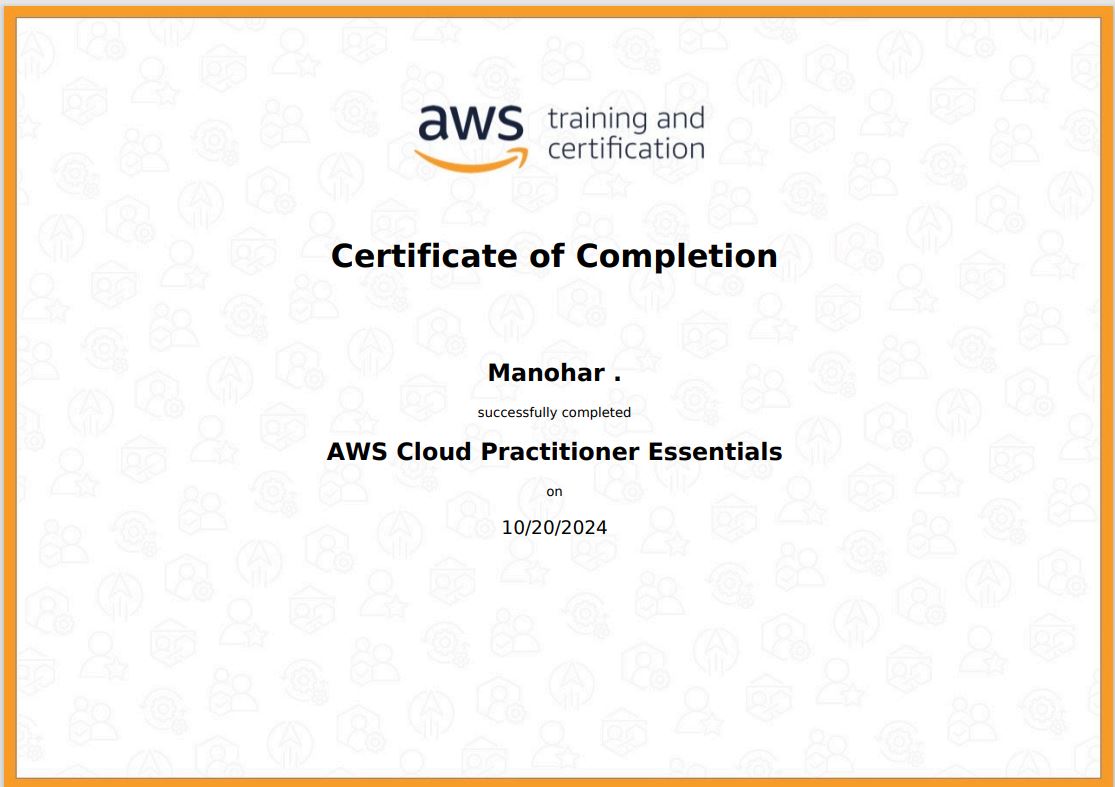 aws training and
certification
Certificate of Completion
Manohar .
successfully completed
AWS Cloud Practitioner Essentials
on
10/20/2024